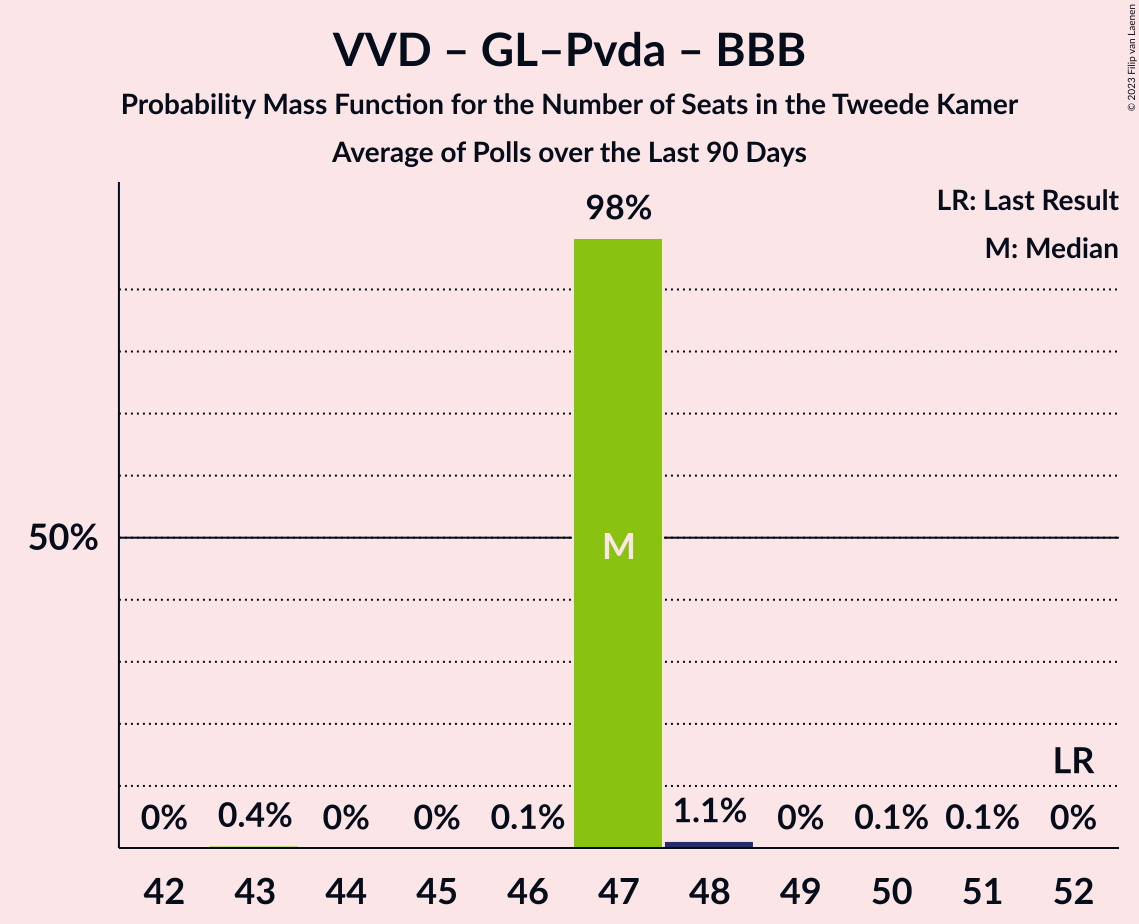 VVD – GL–Pvda – BBB
Probability Mass Function for the Number of Seats in the Tweede Kamer
Average of Polls over the Last 90 Days
© 2023 Filip van Laenen
LR: Last Result
M: Median
98%
50%
M
LR
0% 0.4% 0% 0% 0.1% 1.1% 0% 0.1% 0.1% 0%
42 43 44 45 46 47 48 49 50 51 52